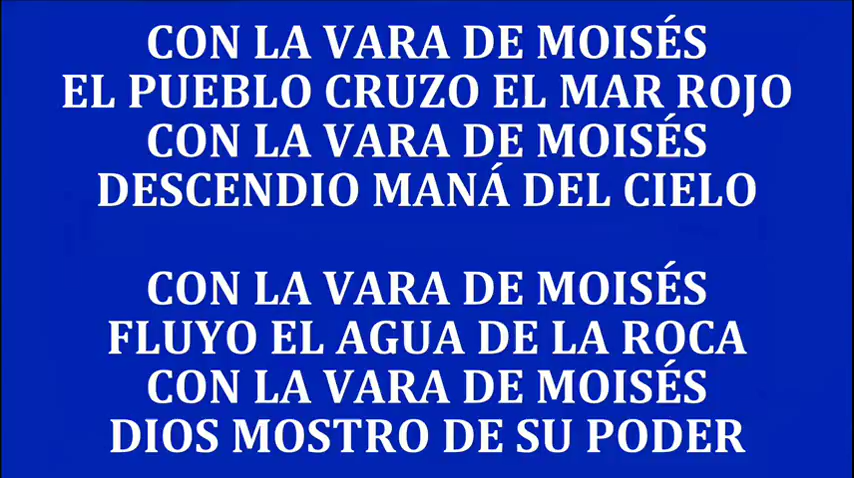 CON LA VARA DE MOISÉS
EL PUEBLO CRUZO EL MAR ROJO
CON LA VARA DE MOISÉS
DESCENDIO MANÁ DEL CIELO
CON LA VARA DE MOISÉS
FLUYO EL AGUA DE LA ROCA
CON LA VARA DE MOISÉS
DIOS MOSTRO DE SU PODER